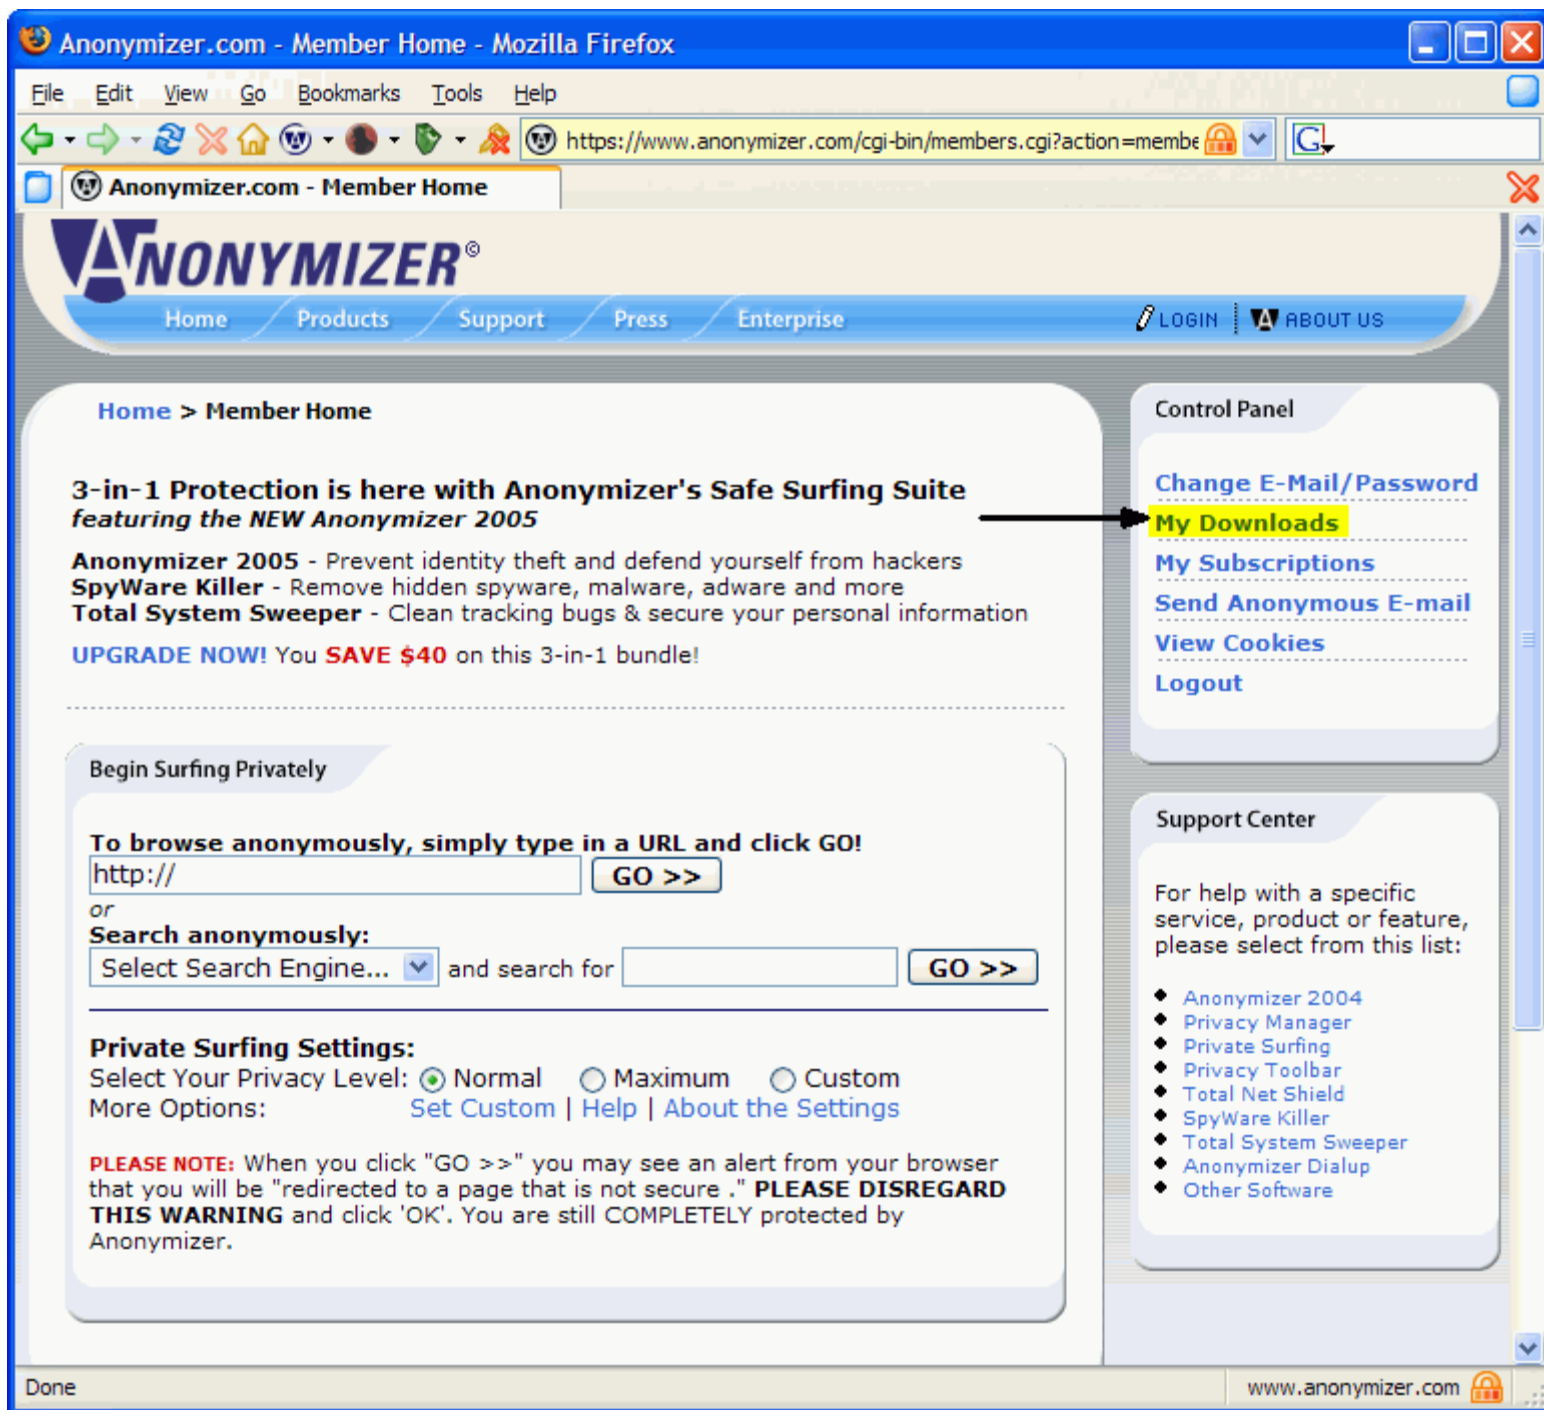 Anonymizer.com - Member Home - Mozilla Firefox
File Edit View Go Bookmarks Tools Help
https://www.anonymizer.com/cgi-bin/members.cgi?action=membe
Anonymizer.com - Member Home
ANONYMIZER©
Home Products Support Press Enterprise LOGIN ABOUT US
Home > Member Home
3-in-1 Protection is here with Anonymizer's Safe Surfing Suite
featuring the NEW Anonymizer 2005
Anonymizer 2005 - Prevent identity theft and defend yourself from hackers
SpyWare Killer - Remove hidden spyware, malware, adware and more
Total System Sweeper - Clean tracking bugs & secure your personal information
UPGRADE NOW! You SAVE $40 on this 3-in-1 bundle!
Begin Surfing Privately
To browse anonymously, simply type in a URL and click GO!
http:// GO >>
or
Search anonymously:
Select Search Engine... and search for GO >>
Private Surfing Settings:
Select Your Privacy Level: Normal Maximum Custom
More Options: Set Custom | Help | About the Settings
PLEASE NOTE: When you click "GO >>" you may see an alert from your browser
that you will be "redirected to a page that is not secure ." PLEASE DISREGARD
THIS WARNING and click 'OK'. You are still COMPLETELY protected by
Anonymizer.
Control Panel
Change E-Mail/Password
My Downloads
My Subscriptions
Send Anonymous E-mail
View Cookies
Logout
Support Center
For help with a specific
service, product or feature,
please select from this list:
Anonymizer 2004
Privacy Manager
Private Surfing
Privacy Toolbar
Total Net Shield
SpyWare Killer
Total System Sweeper
Anonymizer Dialup
Other Software
Done www.anonymizer.com